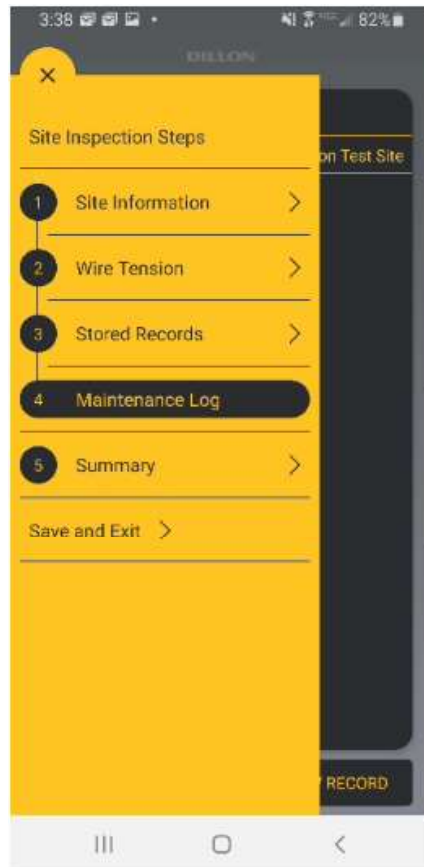 3:38 82%
DILLON
Site Inspection Steps
on Test Site
1 Site Information
2 Wire Tension
3 Stored Records
4 Maintenance Log
5 Summary
Save and Exit
RECORD